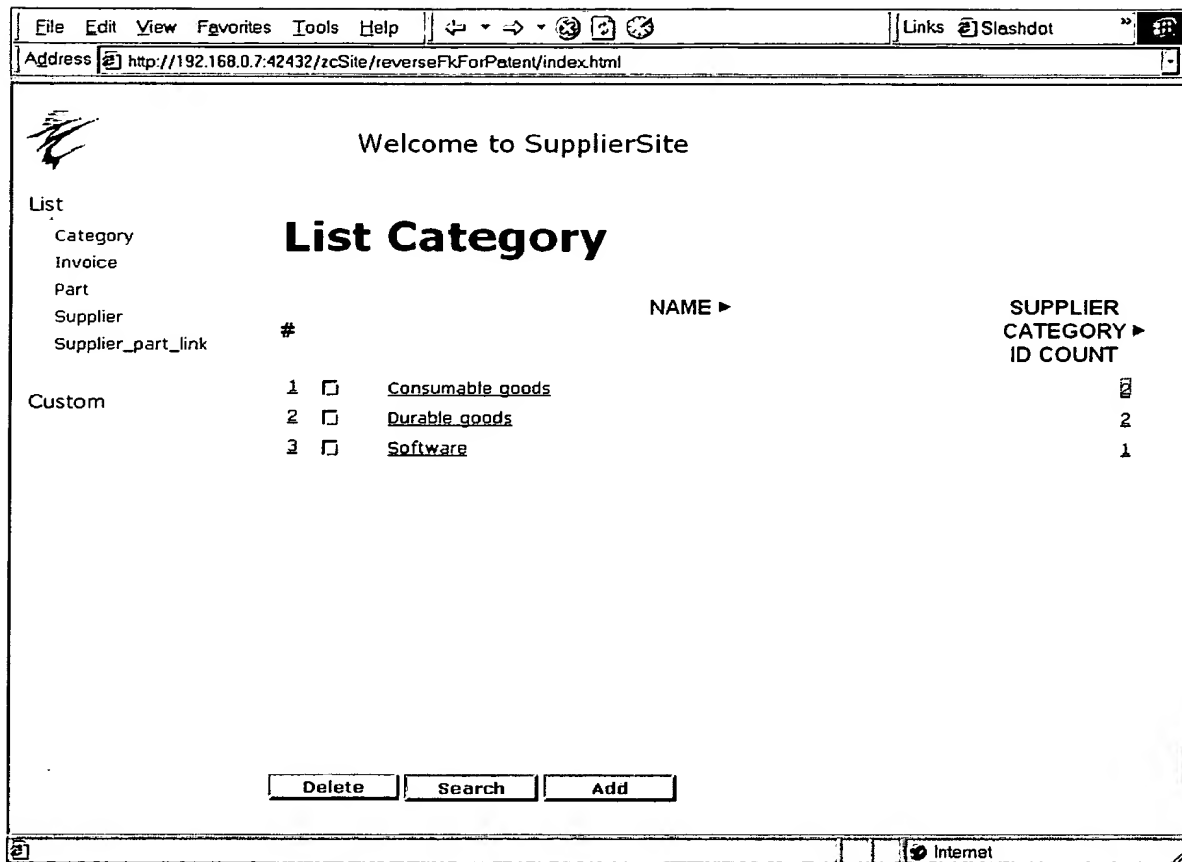 File Edit View Favorites Tools Help Links Slashdot »
Address http://192.168.0.7:42432/zcSite/reverseFkForPatent/index.html
Welcome to SupplierSite
List
Category
Invoice
Part
Supplier
Supplier_part_link
Custom
List Category
# NAME ► SUPPLIER
CATEGORY ►
ID COUNT
1 Consumable goods 2
2 Durable goods 2
3 Software 1
Delete Search Add
Internet